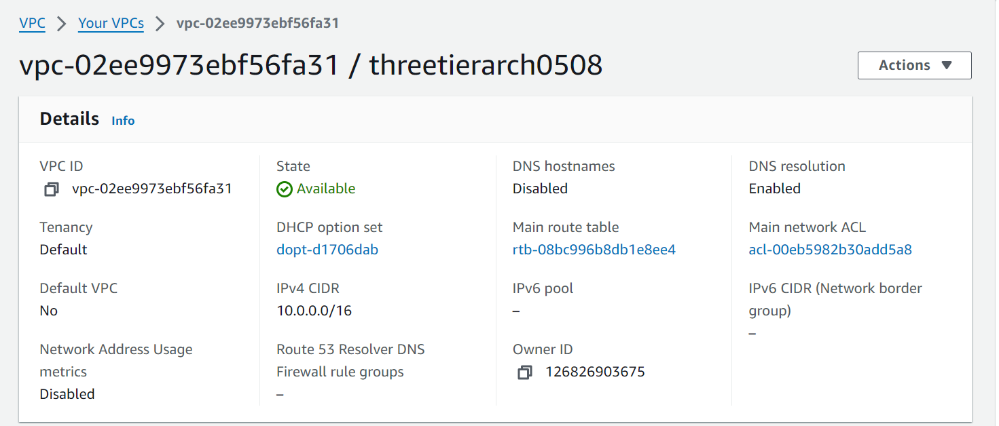 VPC > Your VPCs > vpc-02ee9973ebf56fa31
vpc-02ee9973ebf56fa31 / threetierarch0508
Actions
Details Info
VPC ID
vpc-02ee9973ebf56fa31
State
Available
DNS hostnames
Disabled
DNS resolution
Enabled
Tenancy
Default
DHCP option set
dopt-d1706dab
Main route table
rtb-08bc996b8db1e8ee4
Main network ACL
acl-00eb5982b30add5a8
Default VPC
No
IPv4 CIDR
10.0.0.0/16
IPv6 pool
–
IPv6 CIDR (Network border
group)
–
Network Address Usage
metrics
Disabled
Route 53 Resolver DNS
Firewall rule groups
–
Owner ID
126826903675